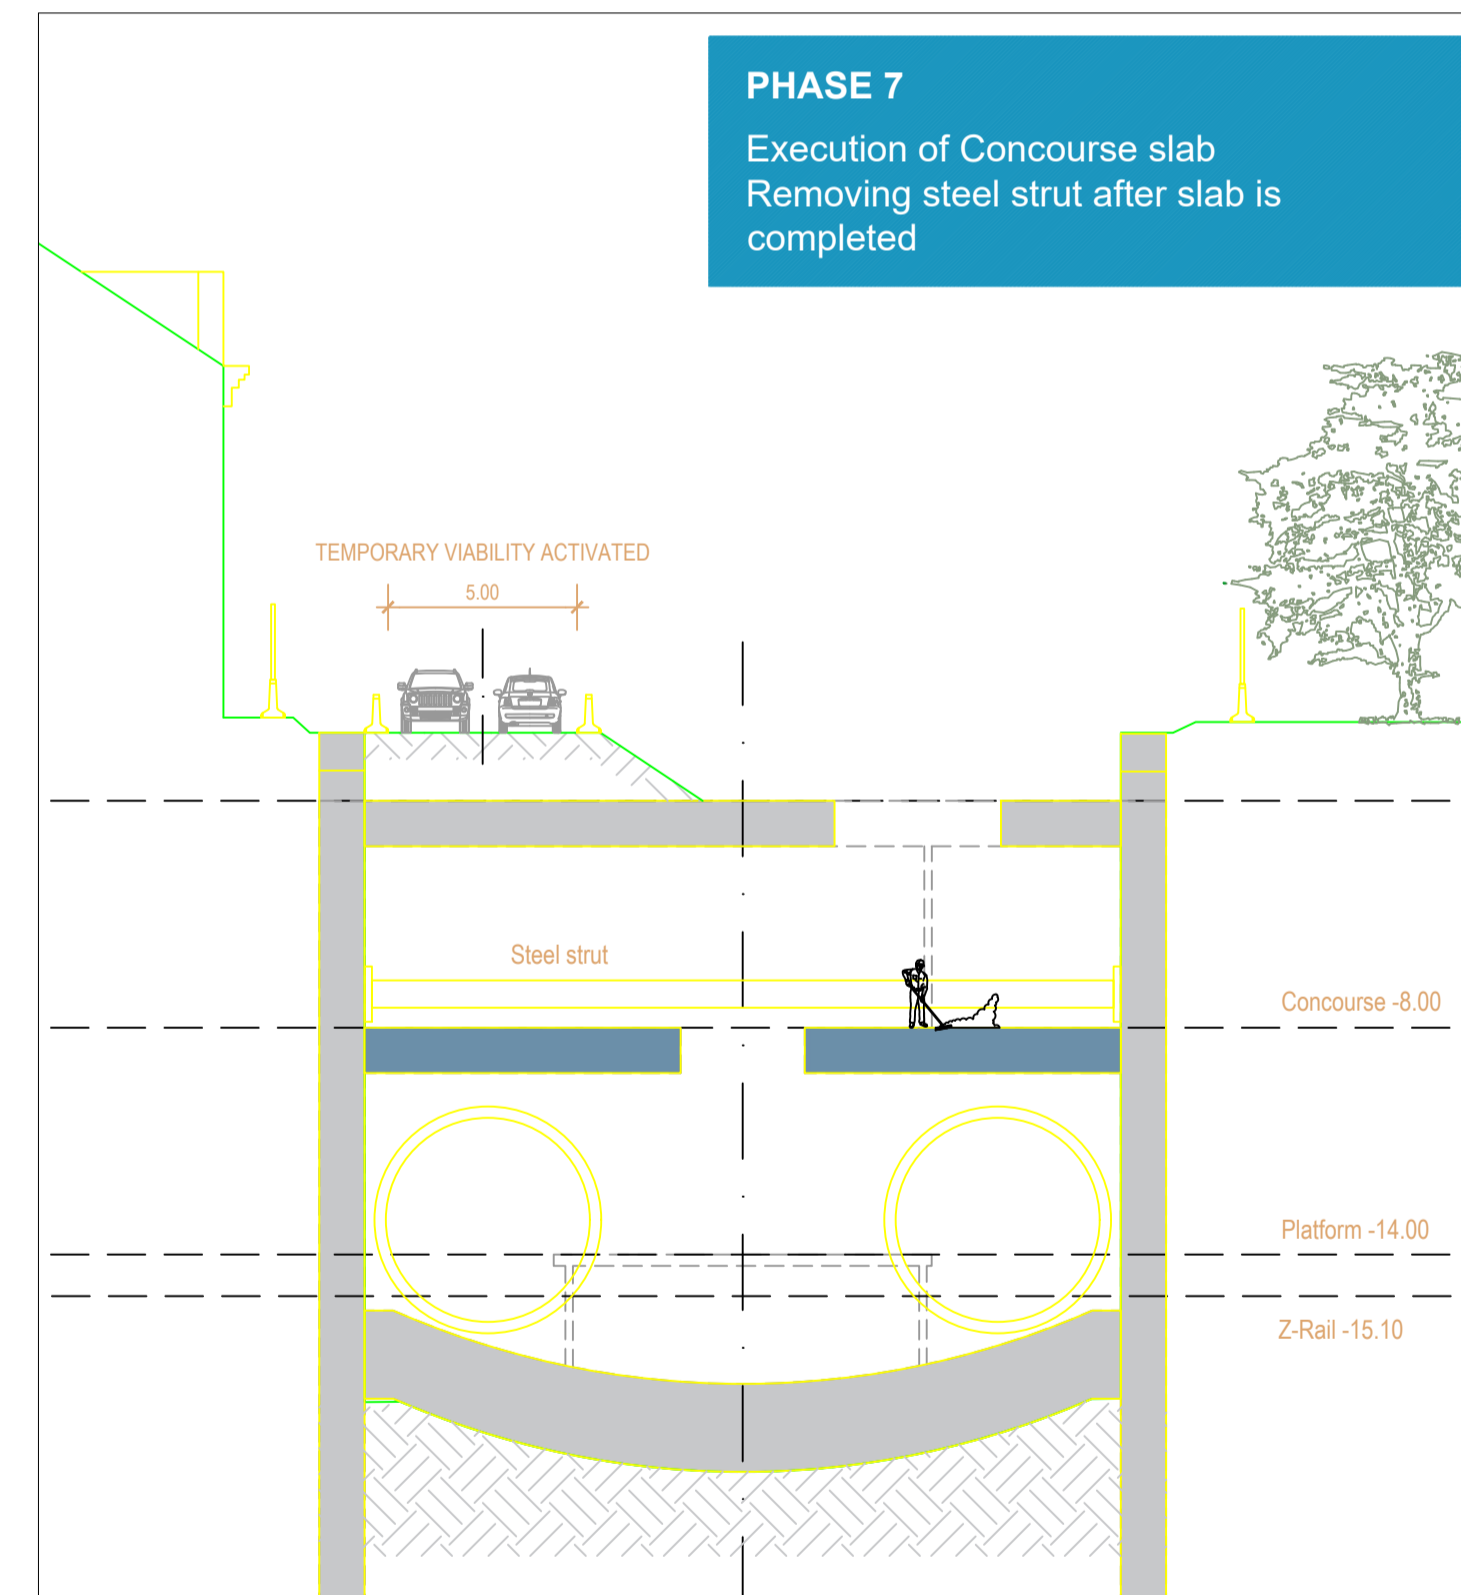 PHASE 7
Execution of Concourse slab
Removing steel strut after slab is
completed
TEMPORARY VIABILITY ACTIVATED
5.00
Steel strut
Concourse -8.00
Platform -14.00
Z-Rail -15.10